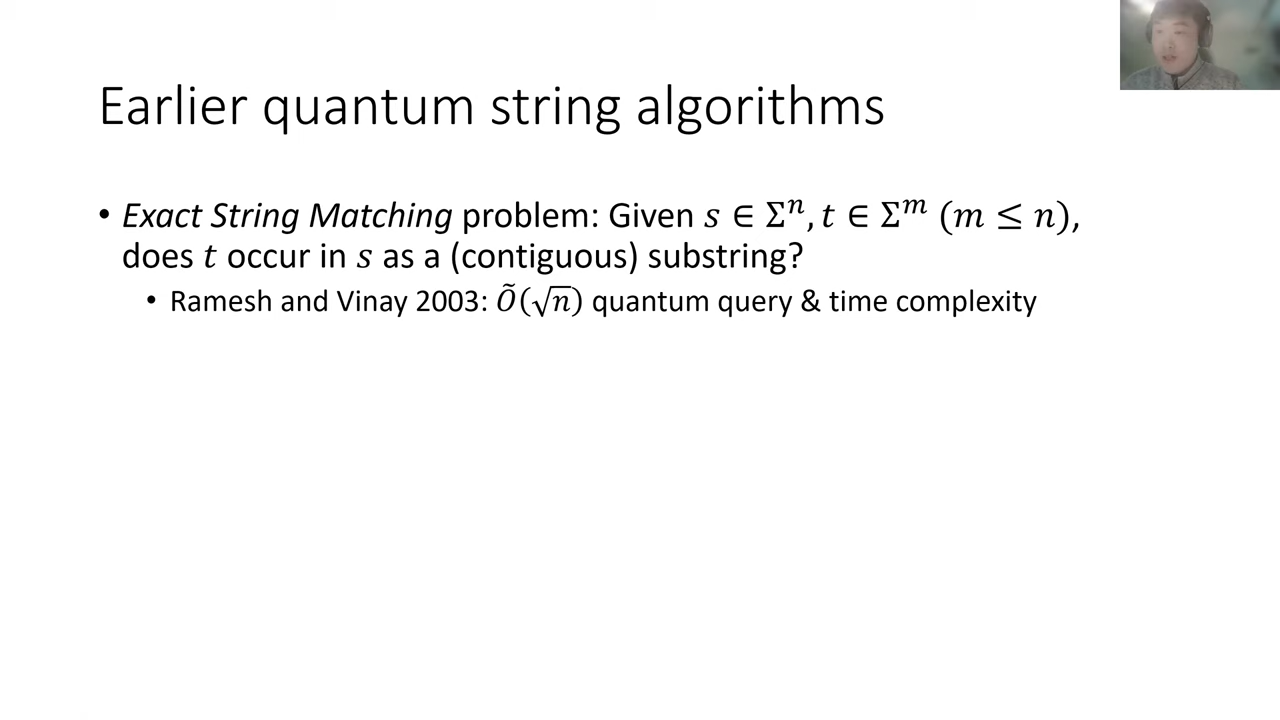 Earlier quantum string algorithms
• Exact String Matching problem: Given 𝑠 ∈ Σⁿ, 𝑡 ∈ Σᵐ (𝑚 ≤ 𝑛),
does 𝑡 occur in 𝑠 as a (contiguous) substring?
• Ramesh and Vinay 2003: Õ(√𝑛) quantum query & time complexity